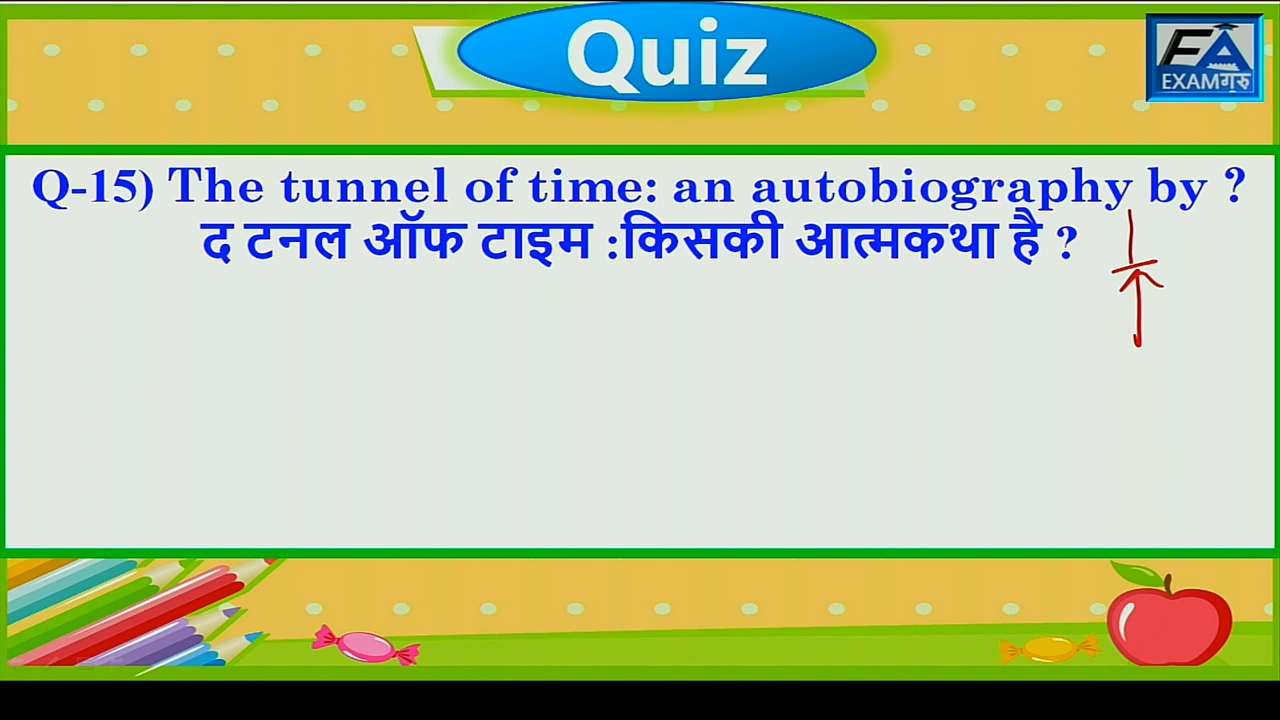 Quiz
EXAMगुरु
Q-15) The tunnel of time: an autobiography by ?
द टनल ऑफ टाइम :किसकी आत्मकथा है ?